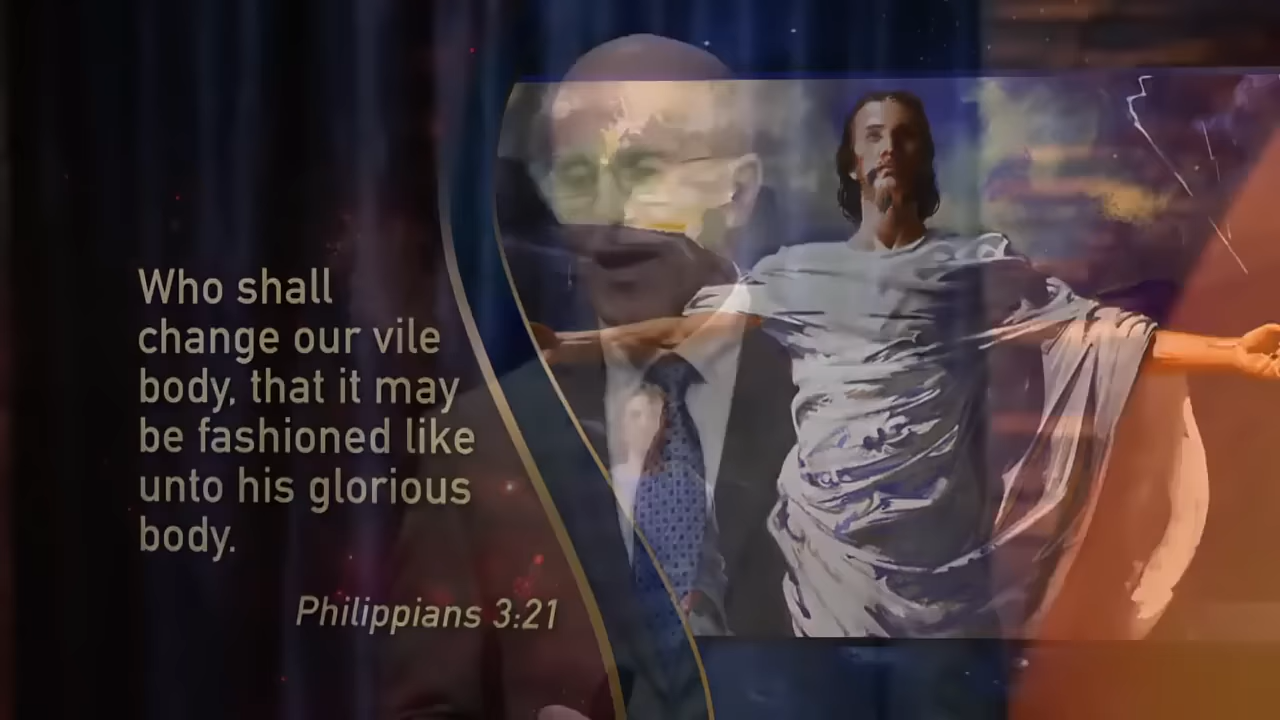 Who shall
change our vile
body, that it may
be fashioned like
unto his glorious
body.
Philippians 3:21